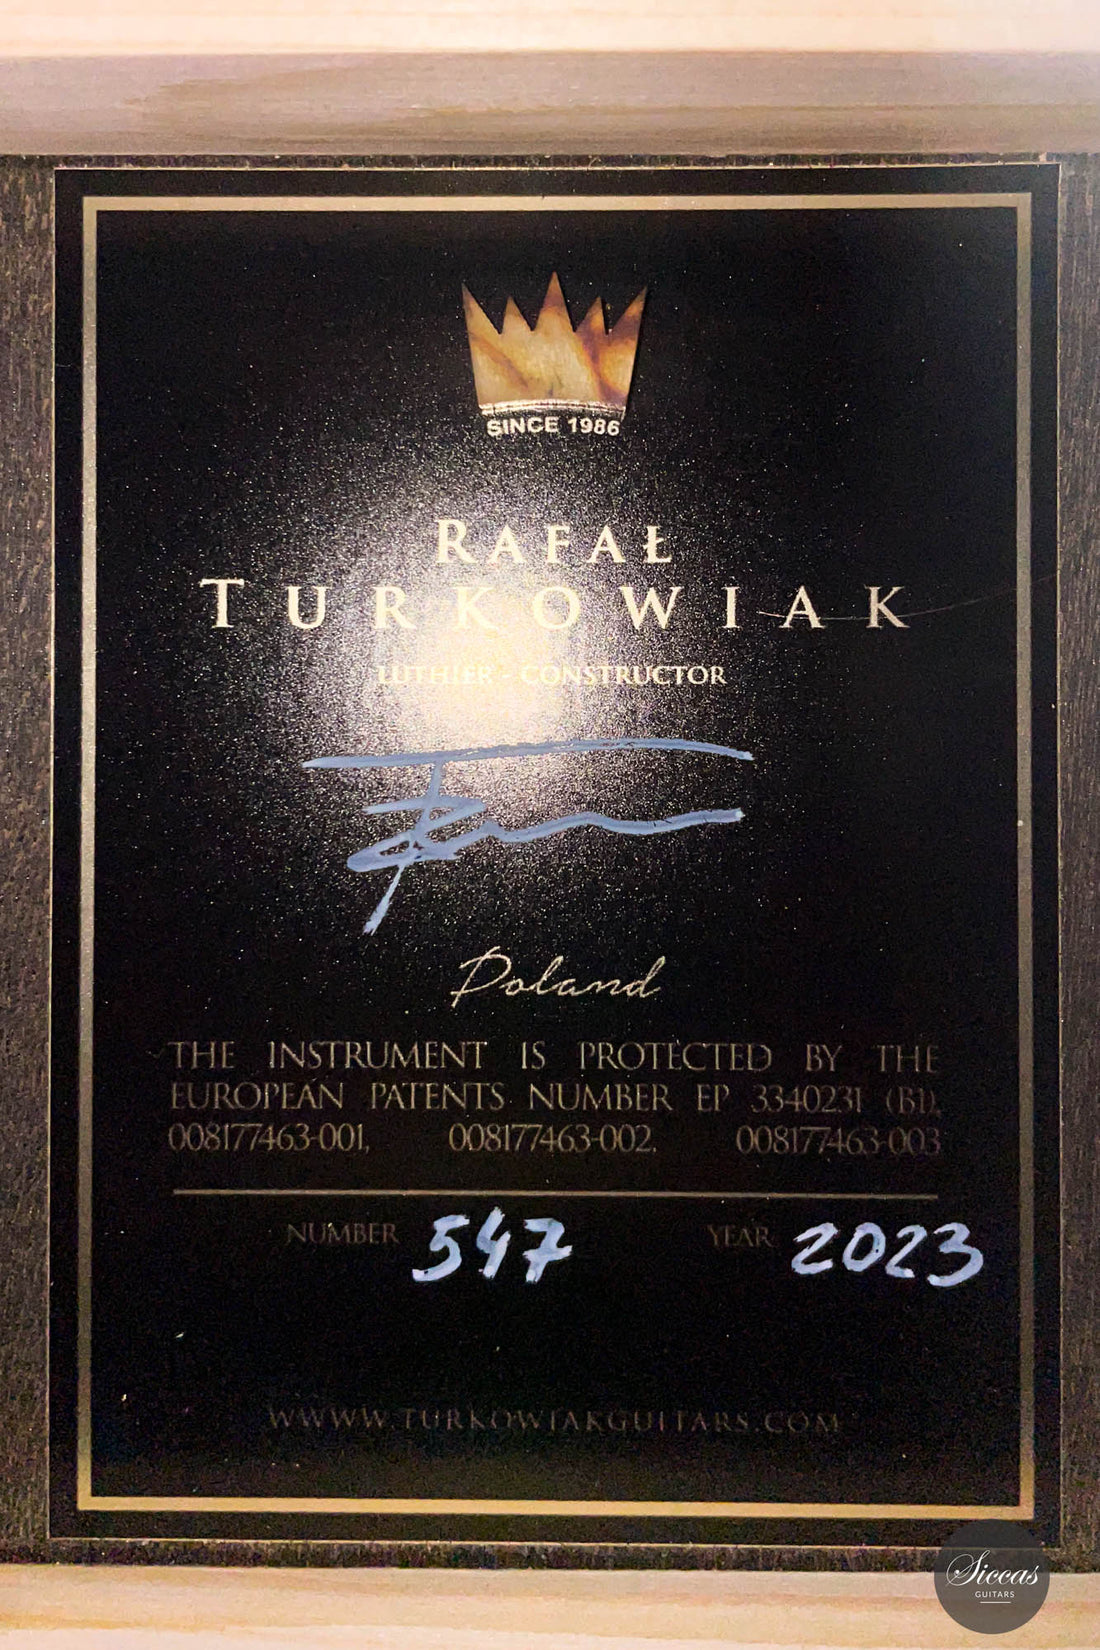 SINCE 1986
RAFAŁ
TURKOWIAK
LUTHIER - CONSTRUCTOR
Poland
THE INSTRUMENT IS PROTECTED BY THE
EUROPEAN PATENTS NUMBER EP 3340231 (B1),
008177463-001, 008177463-002, 008177463-003
NUMBER 547 YEAR 2023
WWWW.TURKOWIAKGUITARS.COM
Siccas
GUITARS